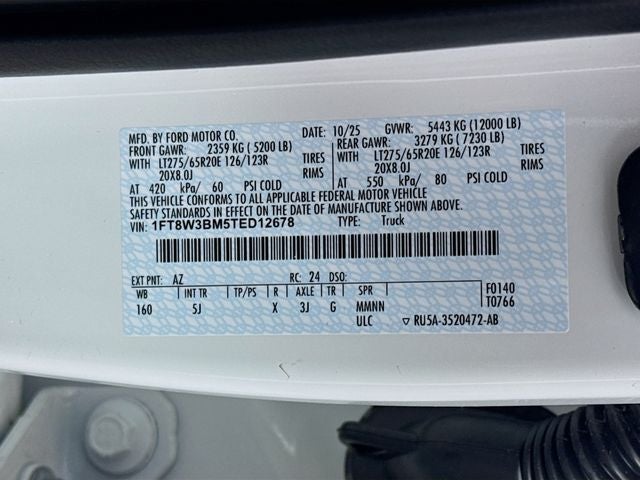 MFD. BY FORD MOTOR CO. DATE: 10/25 GVWR: 5443 KG (12000 LB)
FRONT GAWR: 2359 KG (5200 LB) REAR GAWR: 3279 KG (7230 LB)
WITH LT275/65R20E 126/123R TIRES WITH LT275/65R20E 126/123R TIRES
20X8.0J RIMS 20X8.0J RIMS
AT 420 kPa/ 60 PSI COLD AT 550 kPa/ 80 PSI COLD
THIS VEHICLE CONFORMS TO ALL APPLICABLE FEDERAL MOTOR VEHICLE
SAFETY STANDARDS IN EFFECT ON THE DATE OF MANUFACTURE SHOWN ABOVE.
VIN: 1FT8W3BM5TED12678 TYPE: Truck
EXT PNT: AZ RC: 24 DSO:
WB INT TR TP/PS R AXLE TR SPR F0140
160 5J X 3J G MMNN T0766
ULC ▽ RU5A-3520472-AB